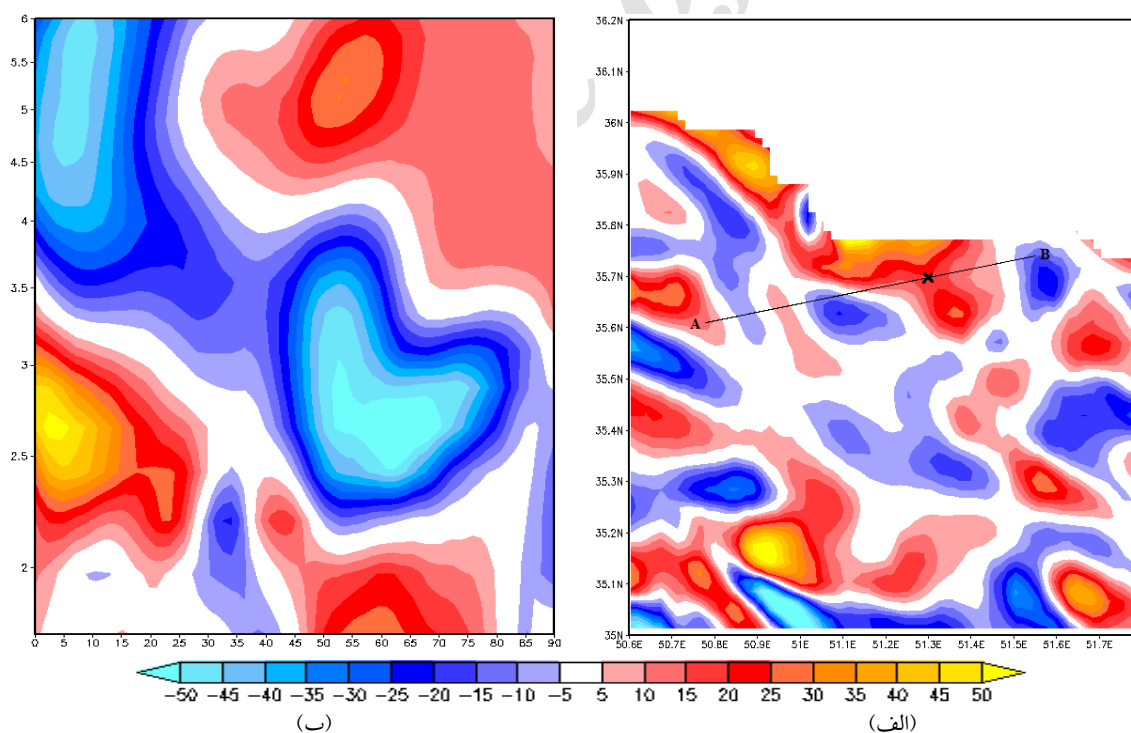 6
5.5
5
4.5
4
3.5
3
2.5
2
0 5 10 15 20 25 30 35 40 45 50 55 60 65 70 75 80 85 90
36.2N
36.1N
36N
35.9N
35.8N
35.7N
35.6N
35.5N
35.4N
35.3N
35.2N
35.1N
35N
A
B
50.6E 50.7E 50.8E 50.9E 51E 51.1E 51.2E 51.3E 51.4E 51.5E 51.6E 51.7E
-50 -45 -40 -35 -30 -25 -20 -15 -10 -5 5 10 15 20 25 30 35 40 45 50
(الف)
(ب)